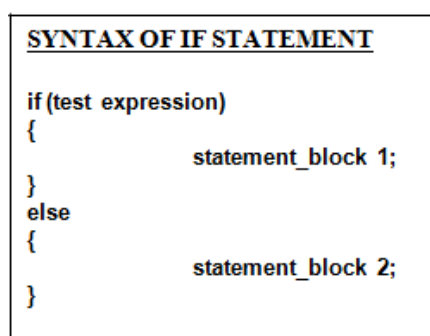 SYNTAX OF IF STATEMENT
if (test expression)
{
statement_block 1;
}
else
{
statement_block 2;
}